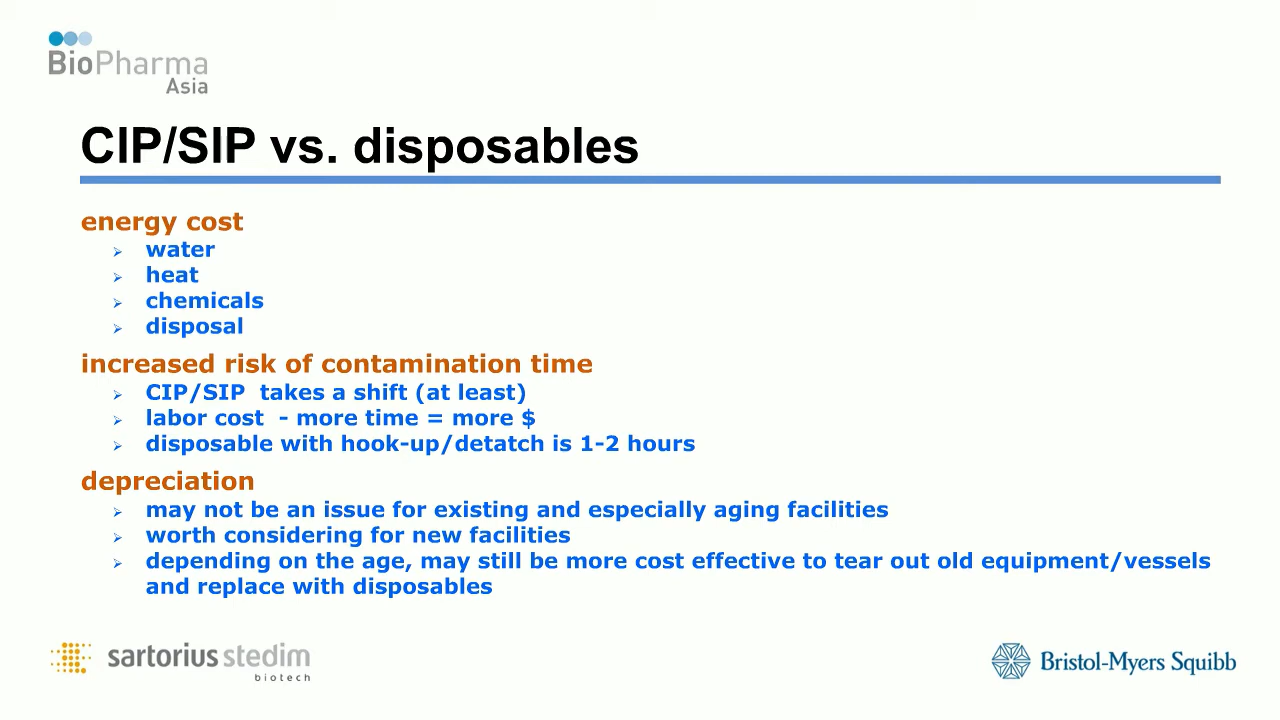 BioPharma
Asia
CIP/SIP vs. disposables
energy cost
water
heat
chemicals
disposal
increased risk of contamination time
CIP/SIP takes a shift (at least)
labor cost - more time = more $
disposable with hook-up/detatch is 1-2 hours
depreciation
may not be an issue for existing and especially aging facilities
worth considering for new facilities
depending on the age, may still be more cost effective to tear out old equipment/vessels
and replace with disposables
sartorius stedim
biotech
Bristol-Myers Squibb